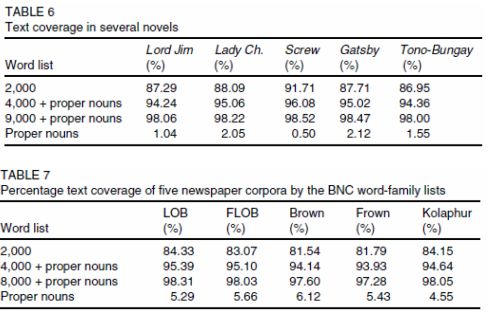 TABLE 6
Text coverage in several novels
Lord Jim Lady Ch. Screw Gatsby Tono-Bungay
Word list (%) (%) (%) (%) (%)
2,000 87.29 88.09 91.71 87.71 86.95
4,000 + proper nouns 94.24 95.06 96.08 95.02 94.36
9,000 + proper nouns 98.06 98.22 98.52 98.47 98.00
Proper nouns 1.04 2.05 0.50 2.12 1.55
TABLE 7
Percentage text coverage of five newspaper corpora by the BNC word-family lists
LOB FLOB Brown Frown Kolaphur
Word list (%) (%) (%) (%) (%)
2,000 84.33 83.07 81.54 81.79 84.15
4,000 + proper nouns 95.39 95.10 94.14 93.93 94.64
8,000 + proper nouns 98.31 98.03 97.60 97.28 98.05
Proper nouns 5.29 5.66 6.12 5.43 4.55